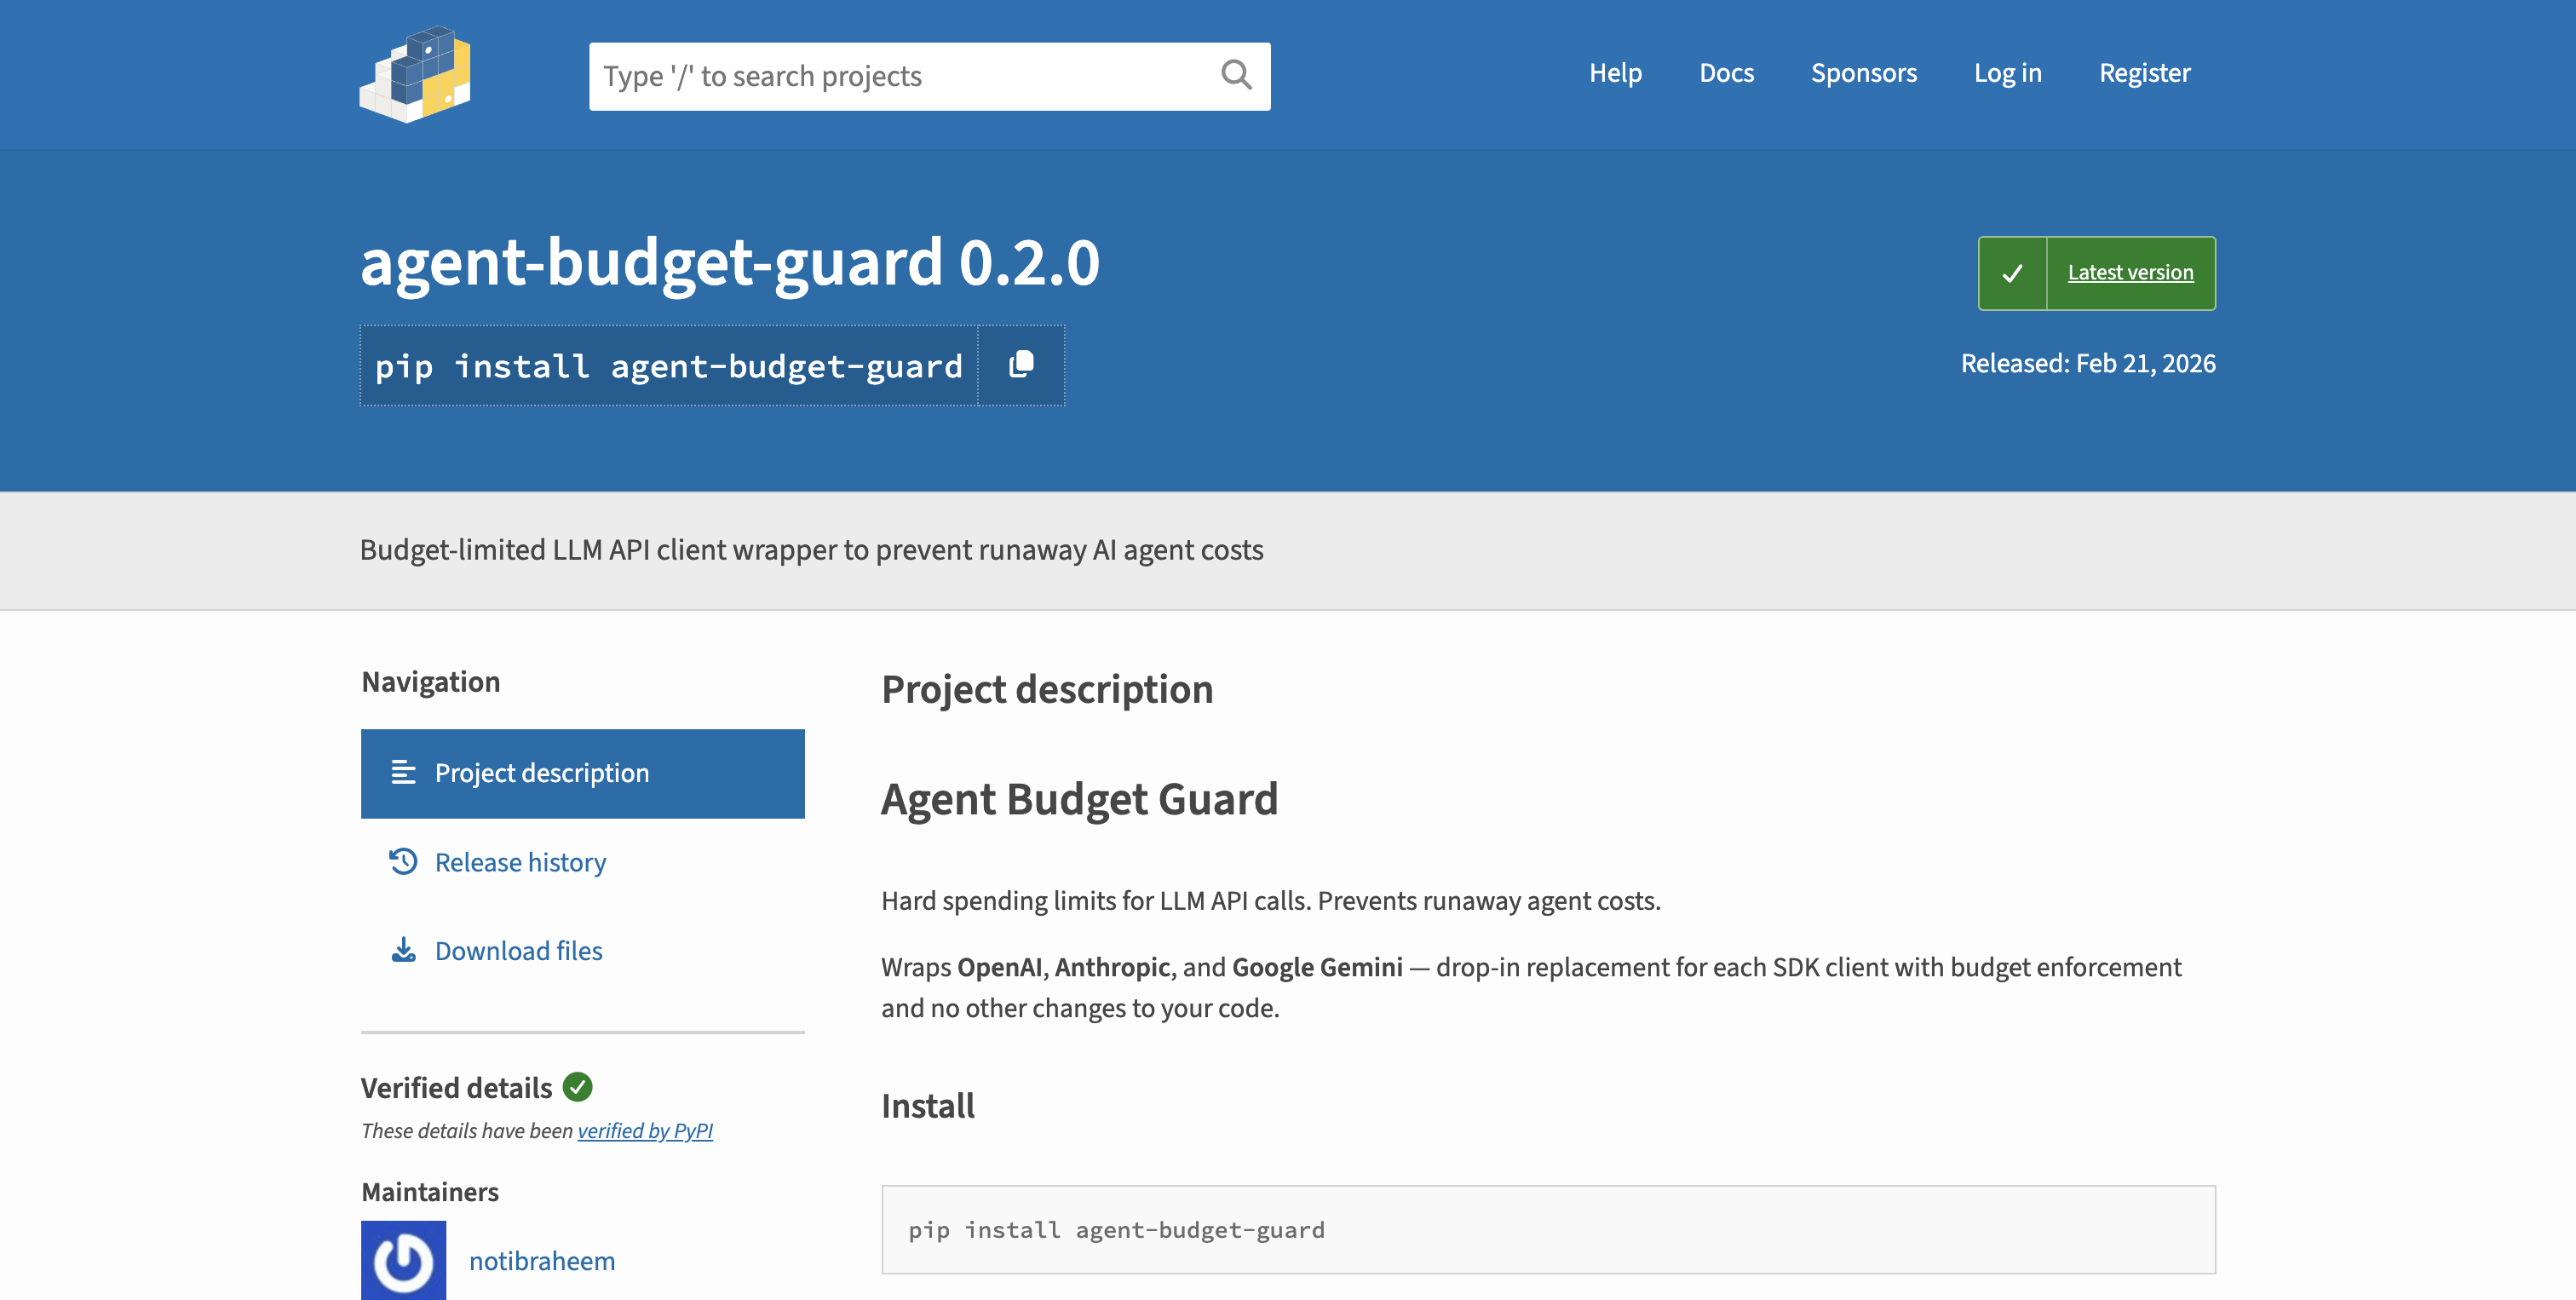 Type '/' to search projects
Help
Docs
Sponsors
Log in
Register
agent-budget-guard 0.2.0
pip install agent-budget-guard
Latest version
Released: Feb 21, 2026
Budget-limited LLM API client wrapper to prevent runaway AI agent costs
Navigation
Project description
Release history
Download files
Verified details
These details have been verified by PyPI
Maintainers
notibraheem
Project description
Agent Budget Guard
Hard spending limits for LLM API calls. Prevents runaway agent costs.
Wraps OpenAI, Anthropic, and Google Gemini — drop-in replacement for each SDK client with budget enforcement
and no other changes to your code.
Install
pip install agent-budget-guard